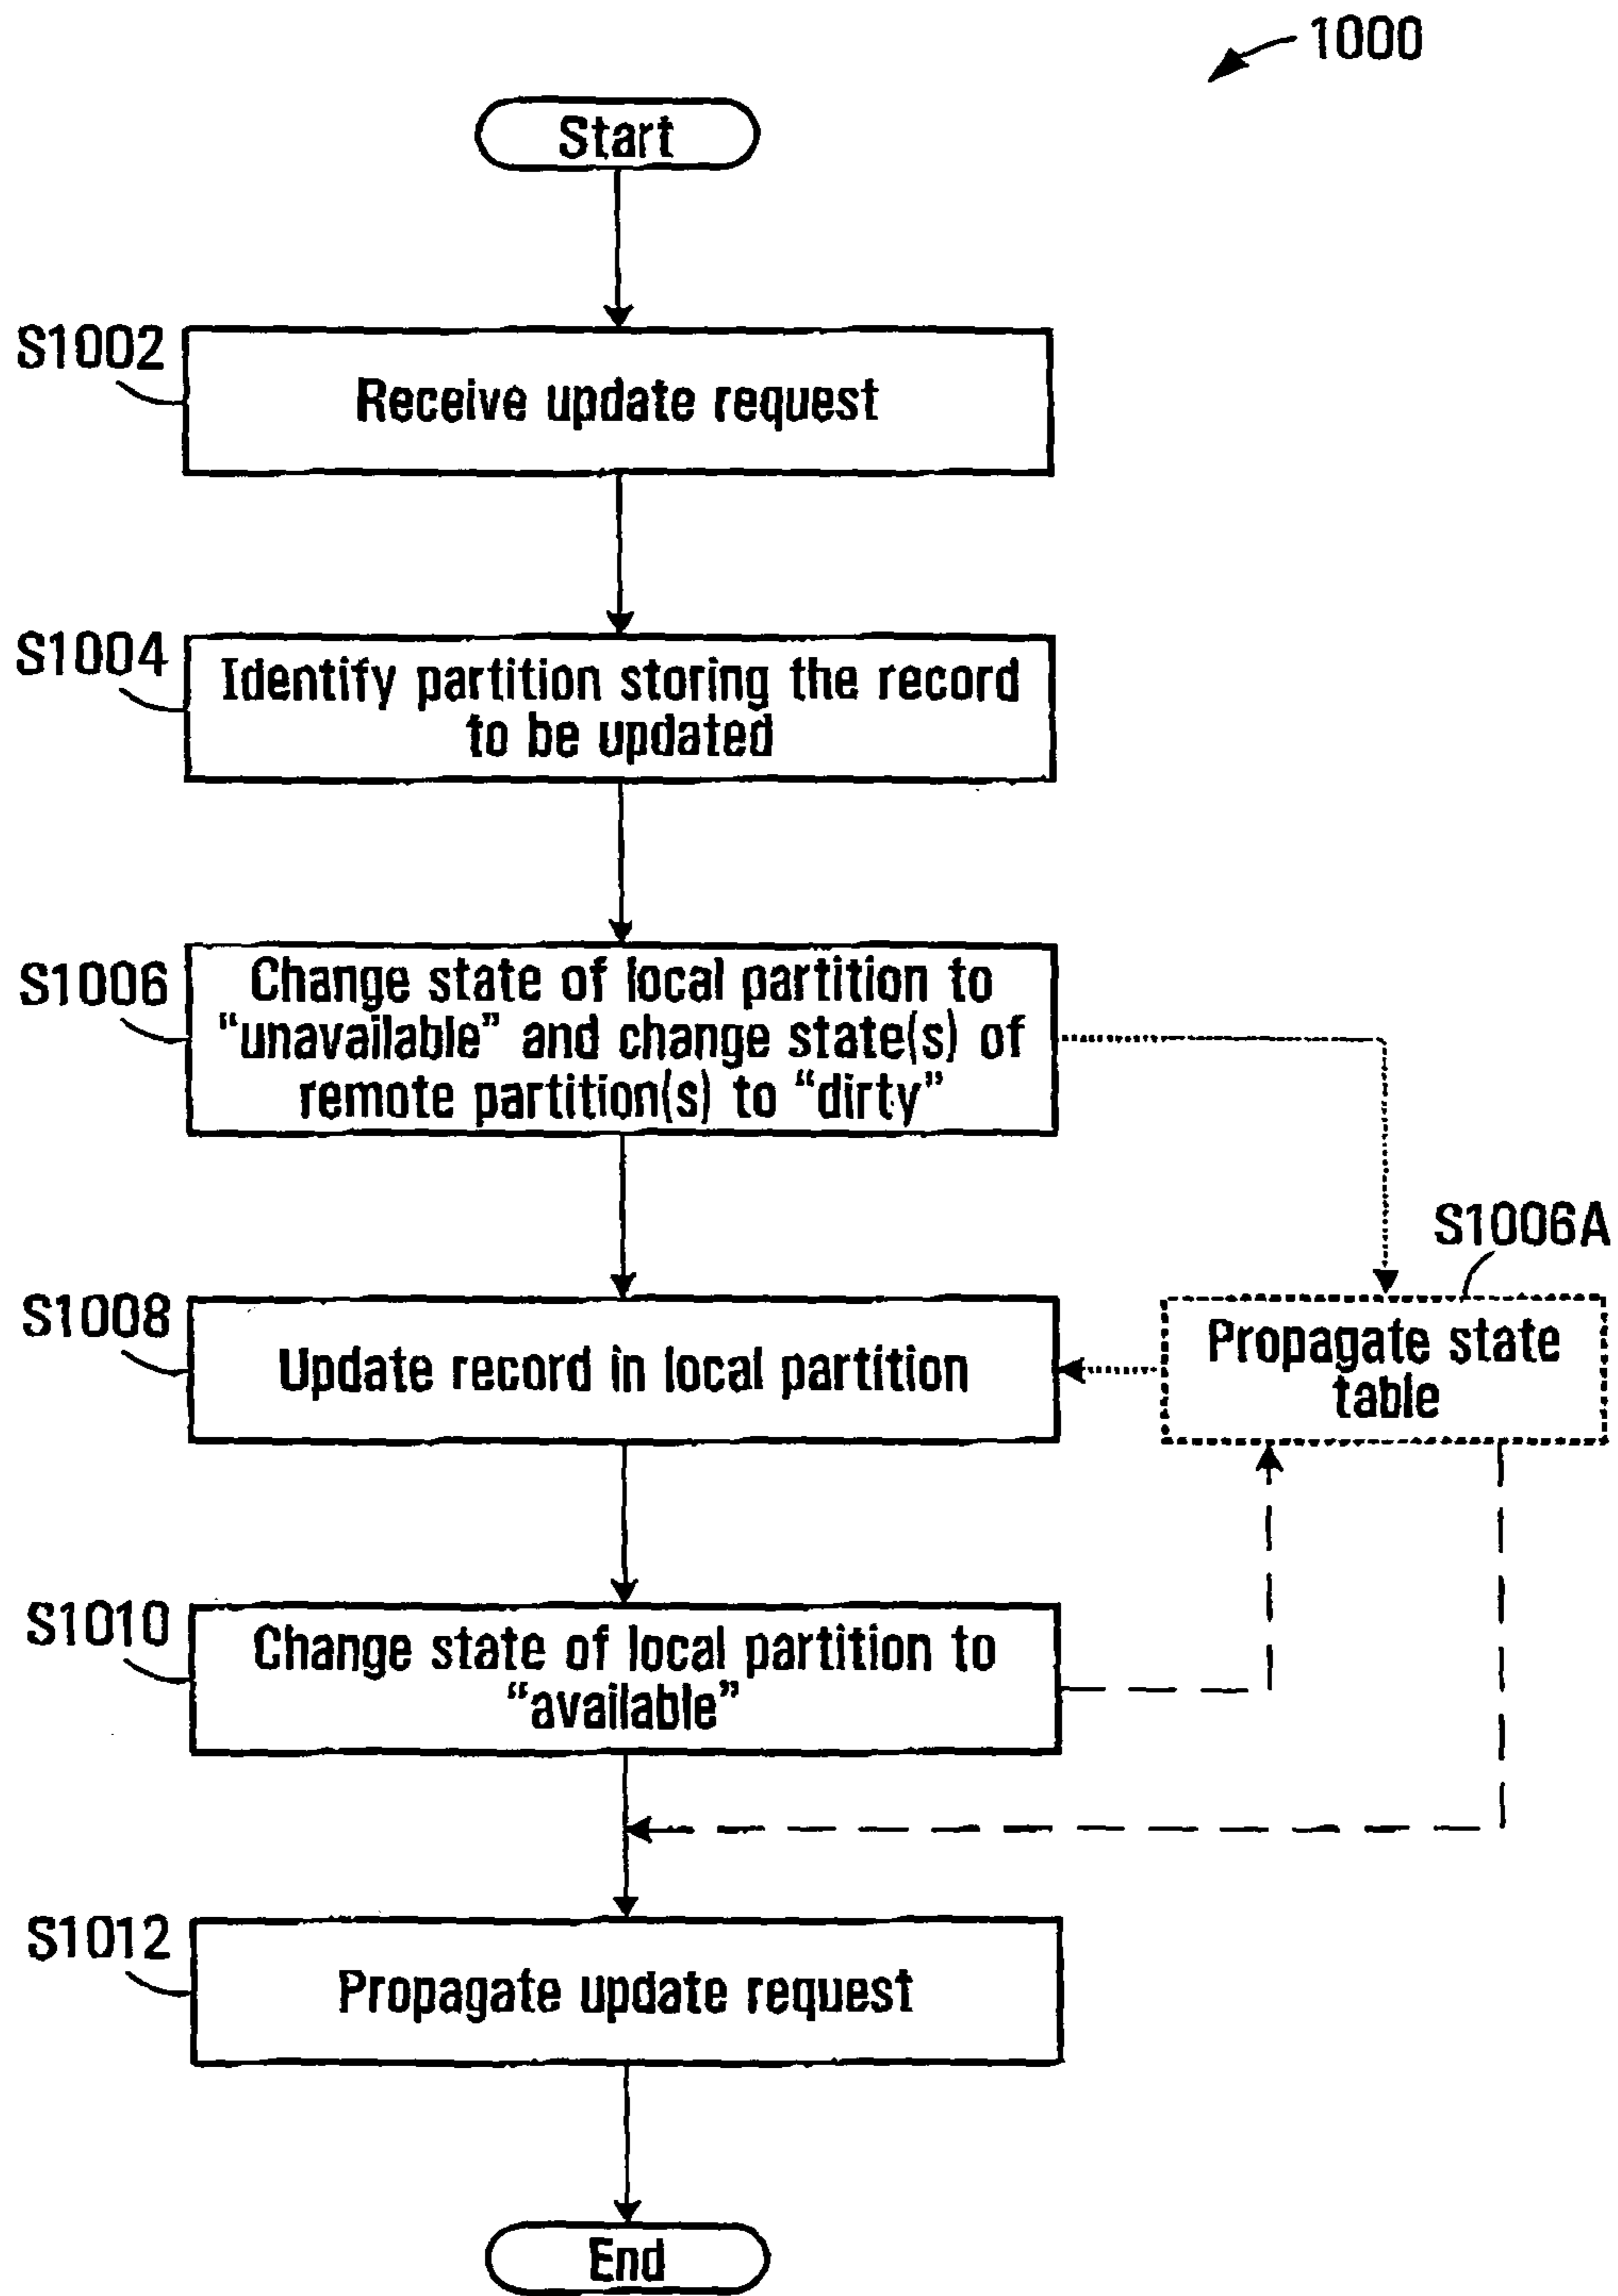 1000
Start
S1002
Receive update request
S1004
Identify partition storing the record
to be updated
S1006
Change state of local partition to
“unavailable” and change state(s) of
remote partition(s) to “dirty”
S1006A
Propagate state
table
S1008
Update record in local partition
S1010
Change state of local partition to
“available”
S1012
Propagate update request
End